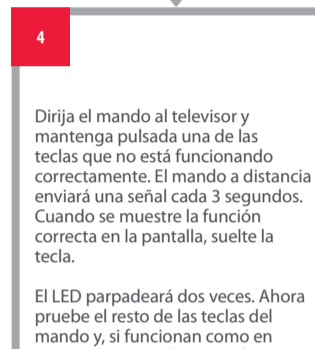 4
Dirija el mando al televisor y
mantenga pulsada una de las
teclas que no está funcionando
correctamente. El mando a distancia
enviará una señal cada 3 segundos.
Cuando se muestre la función
correcta en la pantalla, suelte la
tecla.
El LED parpadeará dos veces. Ahora
pruebe el resto de las teclas del
mando y, si funcionan como en